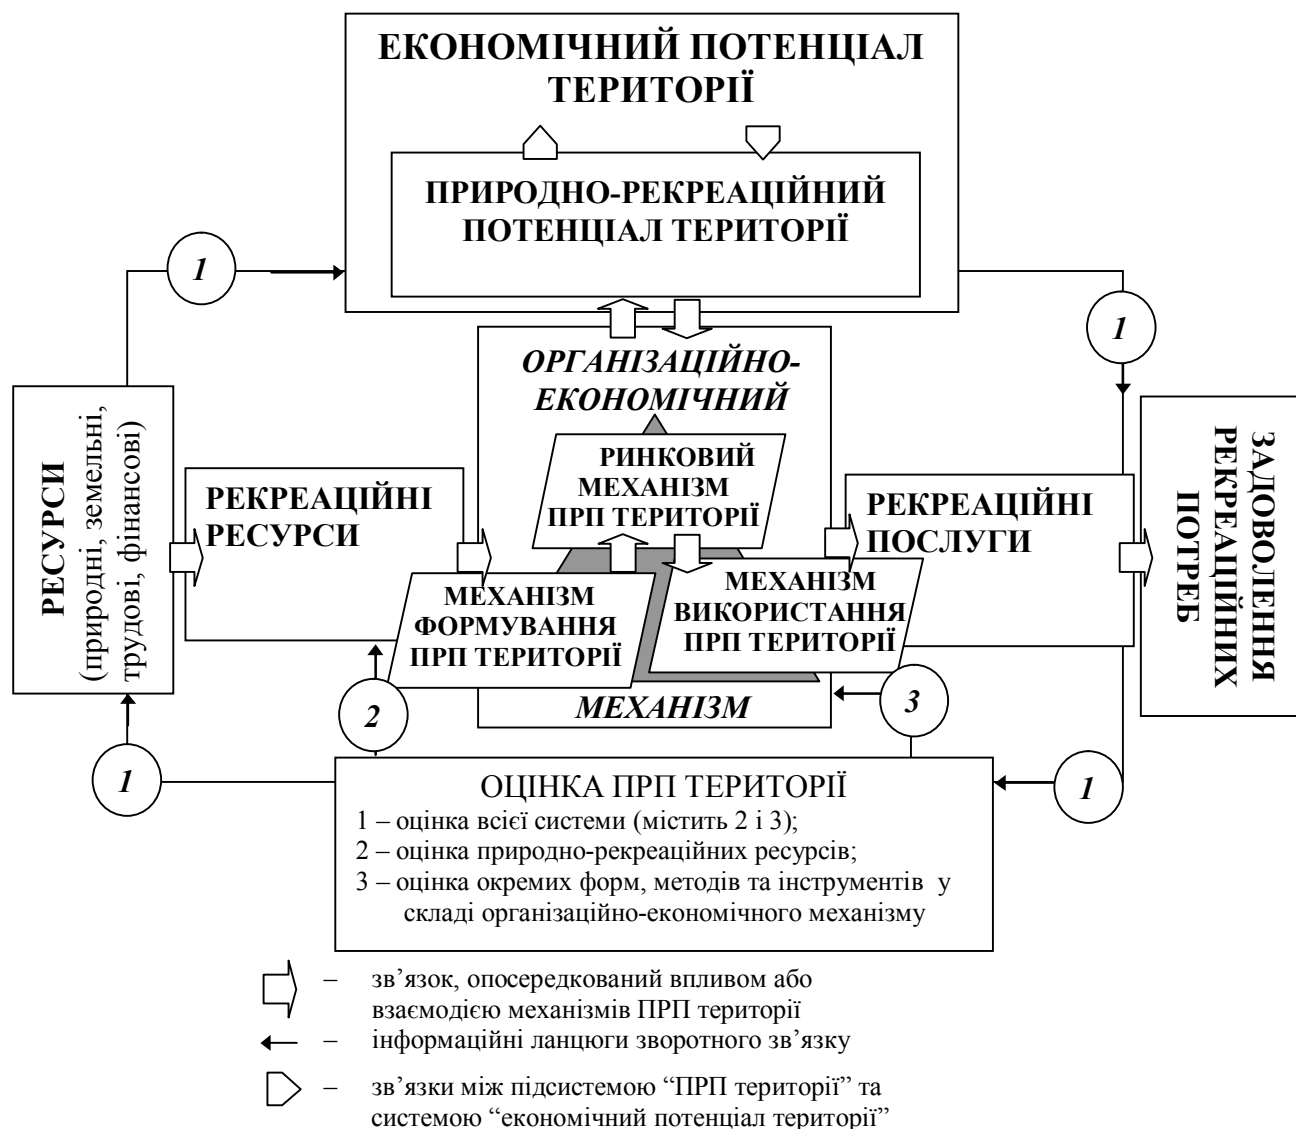 ЕКОНОМІЧНИЙ ПОТЕНЦІАЛ
ТЕРИТОРІЇ
ПРИРОДНО-РЕКРЕАЦІЙНИЙ
ПОТЕНЦІАЛ ТЕРИТОРІЇ
1
1
ОРГАНІЗАЦІЙНО-
ЕКОНОМІЧНИЙ
РЕСУРСИ
(природні, земельні,
трудові, фінансові)
РЕКРЕАЦІЙНІ
РЕСУРСИ
РИНКОВИЙ
МЕХАНІЗМ
ПРП ТЕРИТОРІЇ
МЕХАНІЗМ
ФОРМУВАННЯ
ПРП ТЕРИТОРІЇ
МЕХАНІЗМ
ВИКОРИСТАННЯ
ПРП ТЕРИТОРІЇ
МЕХАНІЗМ
РЕКРЕАЦІЙНІ
ПОСЛУГИ
ЗАДОВОЛЕННЯ
РЕКРЕАЦІЙНИХ
ПОТРЕБ
2
3
1
1
ОЦІНКА ПРП ТЕРИТОРІЇ
1 – оцінка всієї системи (містить 2 і 3);
2 – оцінка природно-рекреаційних ресурсів;
3 – оцінка окремих форм, методів та інструментів у
складі організаційно-економічного механізму
– зв’язок, опосередкований впливом або
взаємодією механізмів ПРП території
– інформаційні ланцюги зворотного зв’язку
– зв’язки між підсистемою “ПРП території” та
системою “економічний потенціал території”